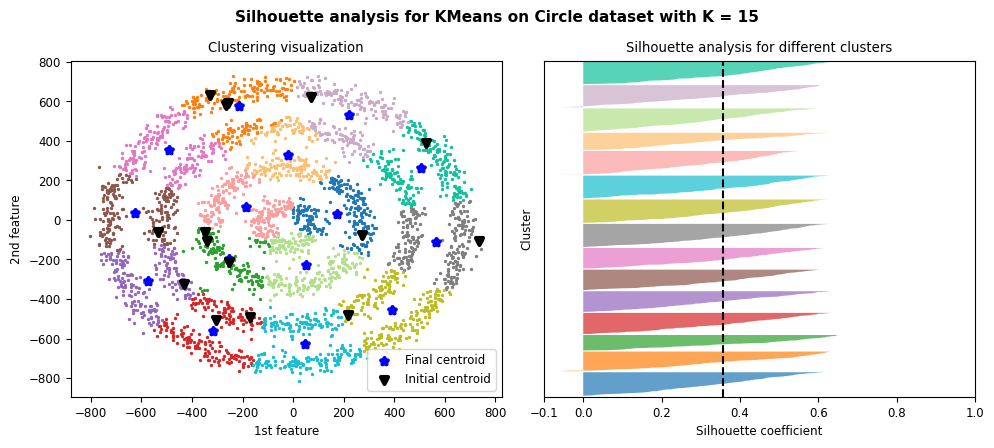 Silhouette analysis for KMeans on Circle dataset with K = 15
Clustering visualization
800
600
400
200
0
−200
−400
−600
−800
2nd feature
−800 −600 −400 −200 0 200 400 600 800
1st feature
Final centroid
Initial centroid
Silhouette analysis for different clusters
Cluster
−0.1 0.0 0.2 0.4 0.6 0.8 1.0
Silhouette coefficient